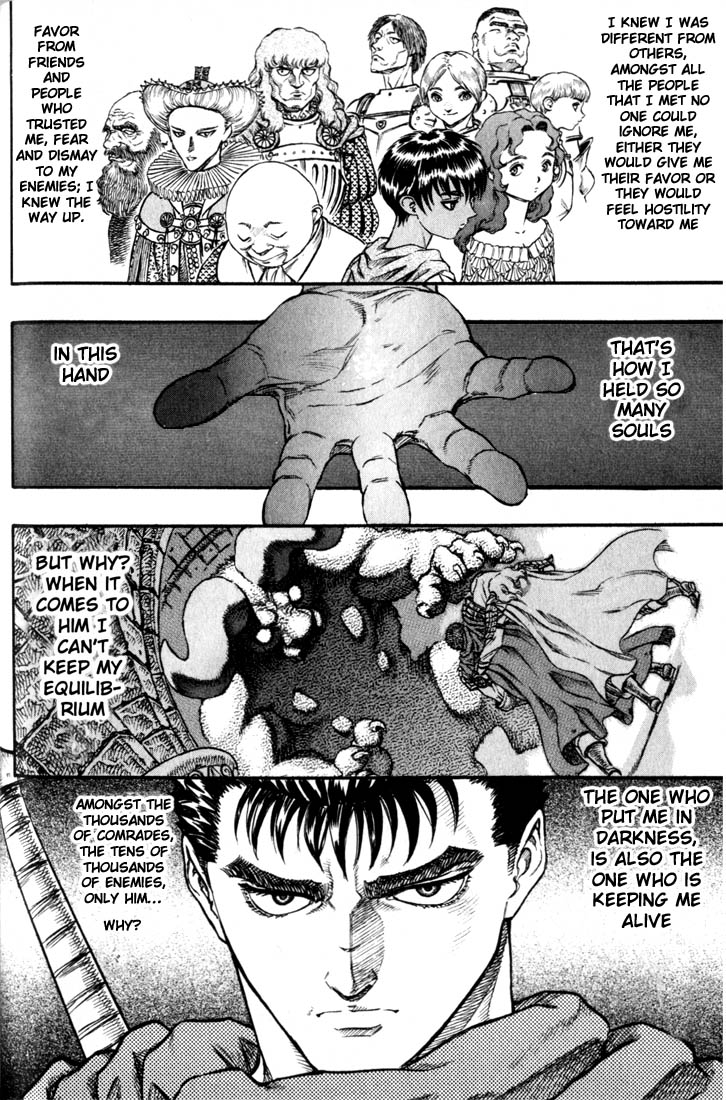 I KNEW I WAS
DIFFERENT FROM
OTHERS,
AMONGST ALL
THE PEOPLE
THAT I MET NO
ONE COULD
IGNORE ME,
EITHER THEY
WOULD GIVE ME
THEIR FAVOR OR
THEY WOULD
FEEL HOSTILITY
TOWARD ME
FAVOR
FROM
FRIENDS
AND
PEOPLE
WHO
TRUSTED
ME, FEAR
AND DISMAY
TO MY
ENEMIES; I
KNEW THE
WAY UP.
THAT'S
HOW I
HELD SO
MANY
SOULS
IN THIS
HAND
BUT WHY?
WHEN IT
COMES TO
HIM I
CAN'T
KEEP MY
EQUILIB-
RIUM
THE ONE WHO
PUT ME IN
DARKNESS,
IS ALSO THE
ONE WHO IS
KEEPING ME
ALIVE
AMONGST THE
THOUSANDS
OF COMRADES,
THE TENS OF
THOUSANDS
OF ENEMIES,
ONLY HIM...
WHY?